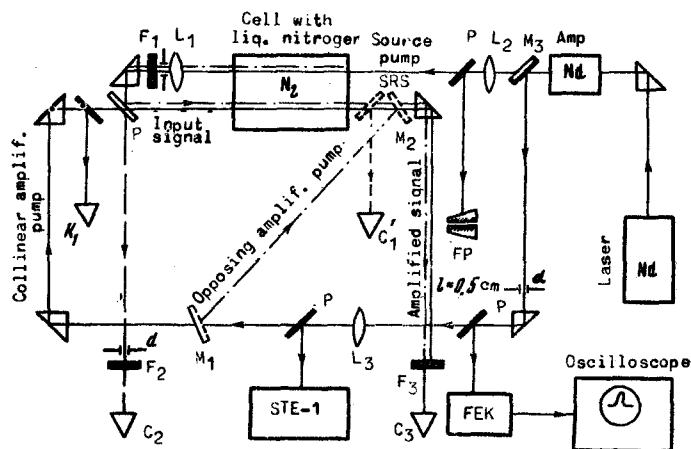 Cell with
liq. nitroger
F1 L1
N2
Source
pump
SRS
P L2 M3
Amp
Nd
P
Input
signal
M2
Collinear amplif.
pump
K1
Opposing amplif. pump
C1'
Amplified signal
FP
Laser
Nd
l=0,5 cm
d
P
P
L3
M1
d
F2
F3
STE-1
FEK
Oscilloscope
C2
C3